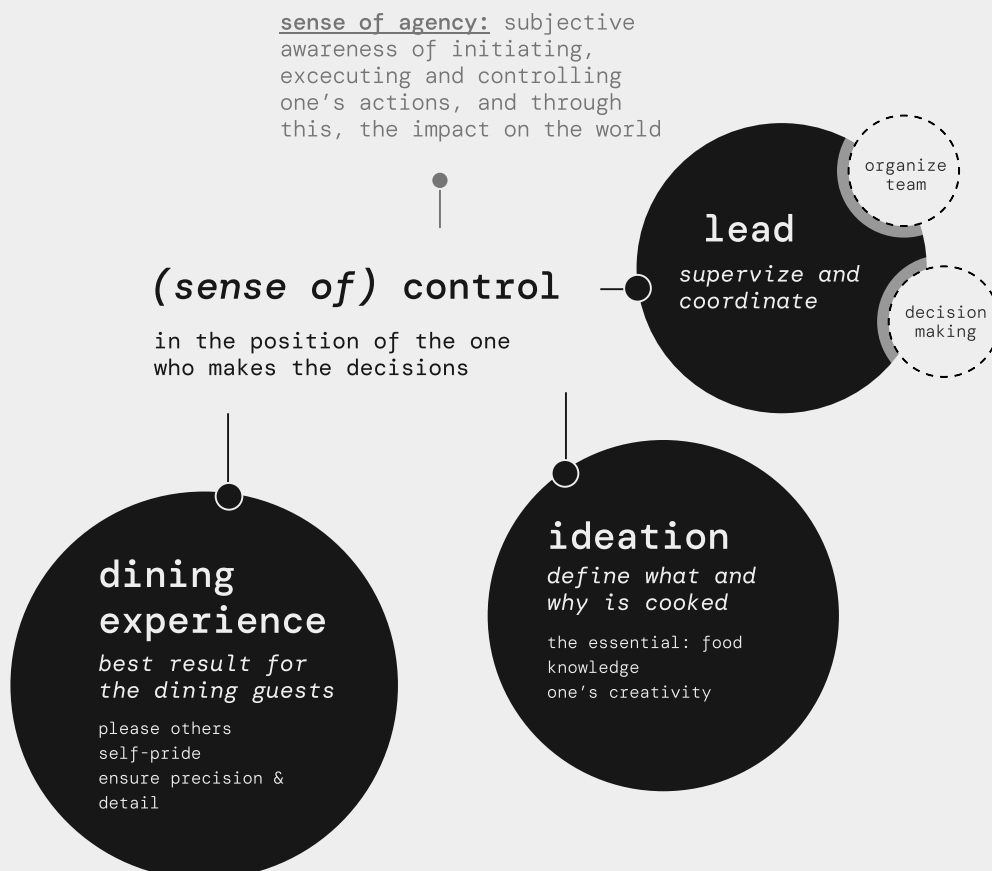 sense of agency: subjective
awareness of initiating,
excecuting and controlling
one’s actions, and through
this, the impact on the world
(sense of) control
in the position of the one
who makes the decisions
lead
supervize and
coordinate
organize
team
decision
making
ideation
define what and
why is cooked
the essential: food
knowledge
one’s creativity
dining
experience
best result for
the dining guests
please others
self-pride
ensure precision &
detail